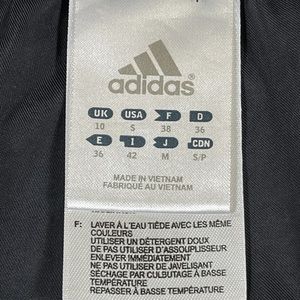 adidas
UK USA F D
10 S 38 36
E I J CDN
36 42 M S/P
MADE IN VIETNAM
FABRIQUÉ AU VIETNAM
F: LAVER À L'EAU TIÈDE AVEC LES MÊME
COULEURS
UTILISER UN DÉTERGENT DOUX
NE PAS UTILISER D'ASSOUPLISSEUR
ENLEVER IMMÉDIATEMENT
NE PAS UTILISER DE JAVELISANT
SÉCHAGE PAR CULBUTAGE À BASSE
TEMPÉRATURE
REPASSER À BASSE TEMPÉRATURE